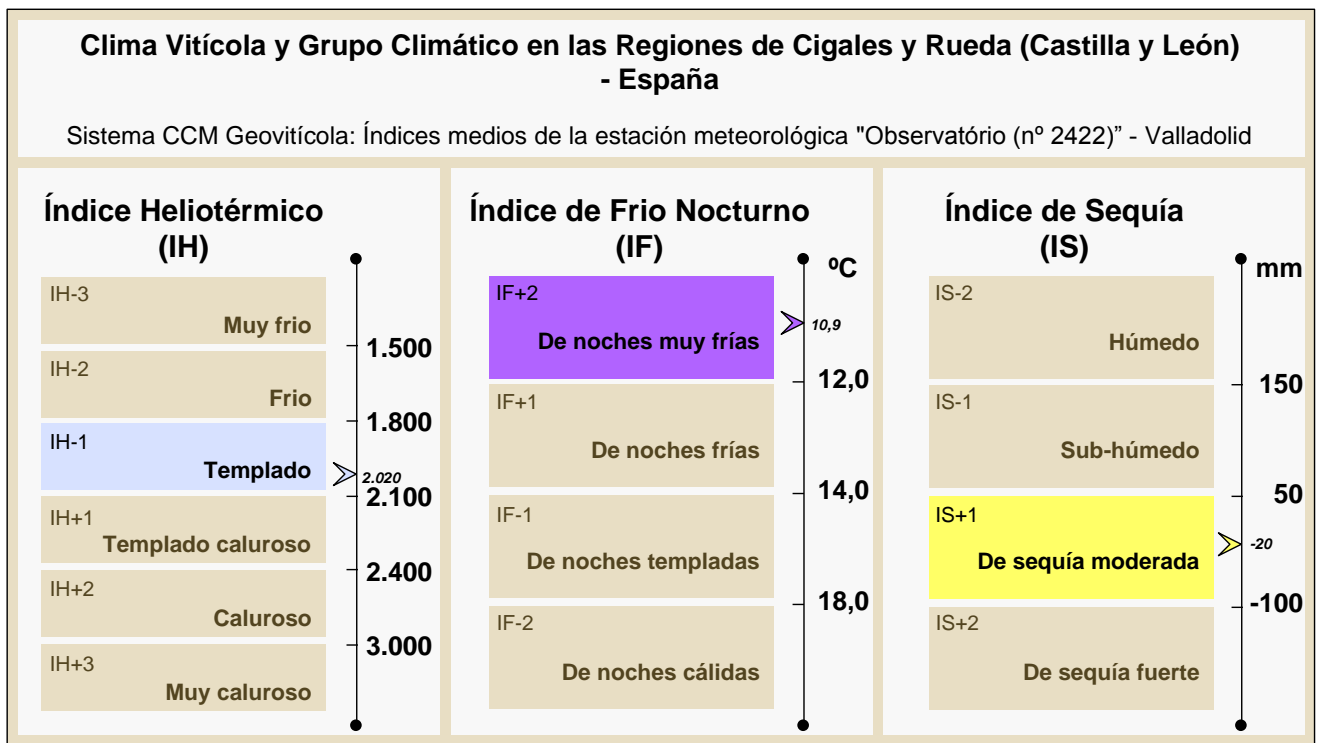 Clima Vitícola y Grupo Climático en las Regiones de Cigales y Rueda (Castilla y León)
- España
Sistema CCM Geovitícola: Índices medios de la estación meteorológica "Observatório (nº 2422)” - Valladolid
Índice Heliotérmico
(IH)
IH-3
Muy frio
1.500
IH-2
Frio
1.800
IH-1
Templado
2.020
2.100
IH+1
Templado caluroso
2.400
IH+2
Caluroso
3.000
IH+3
Muy caluroso
Índice de Frio Nocturno
(IF)
ºC
IF+2
De noches muy frías
10,9
12,0
IF+1
De noches frías
14,0
IF-1
De noches templadas
18,0
IF-2
De noches cálidas
Índice de Sequía
(IS)
mm
IS-2
Húmedo
150
IS-1
Sub-húmedo
50
IS+1
De sequía moderada
-20
-100
IS+2
De sequía fuerte